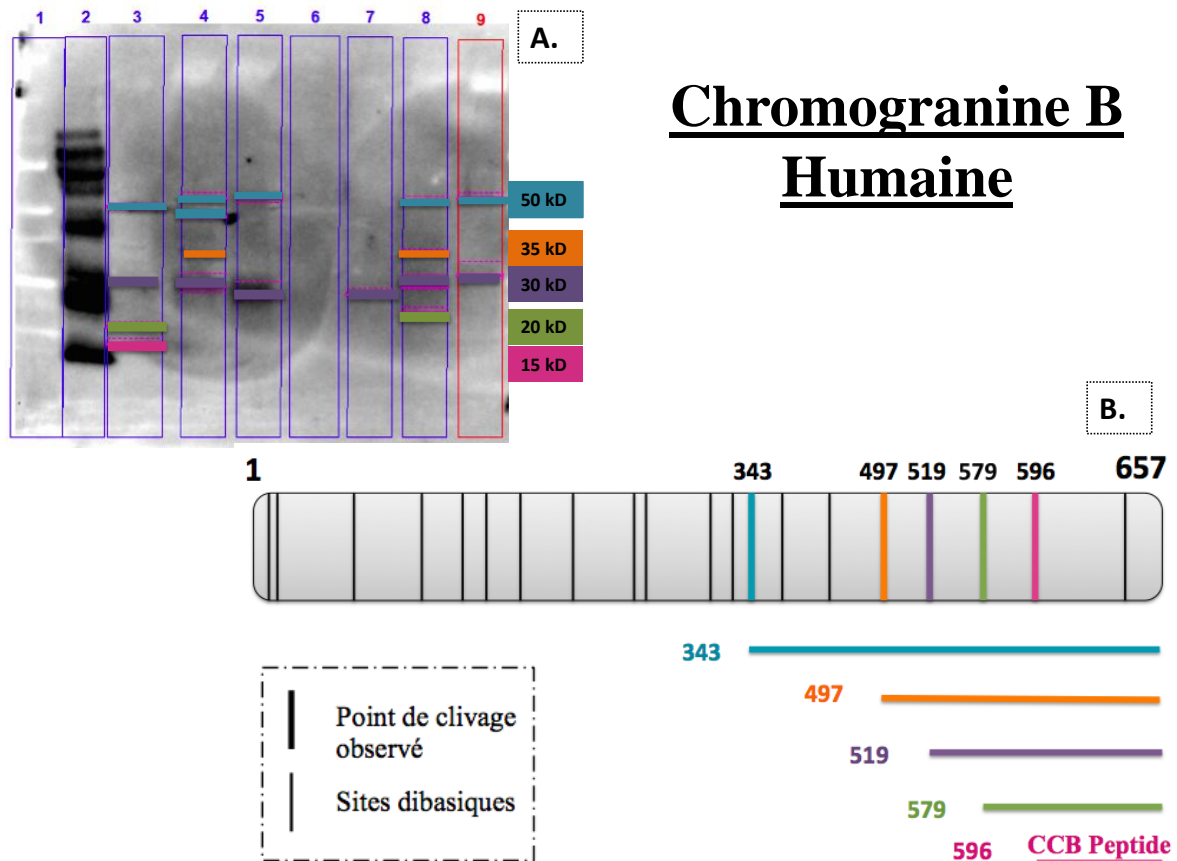 1 2 3 4 5 6 7 8 9
A.
Chromogranine B
Humaine
50 kD
35 kD
30 kD
20 kD
15 kD
B.
1 343 497 519 579 596 657
343
497
519
579
596 CCB Peptide
Point de clivage
observé
Sites dibasiques